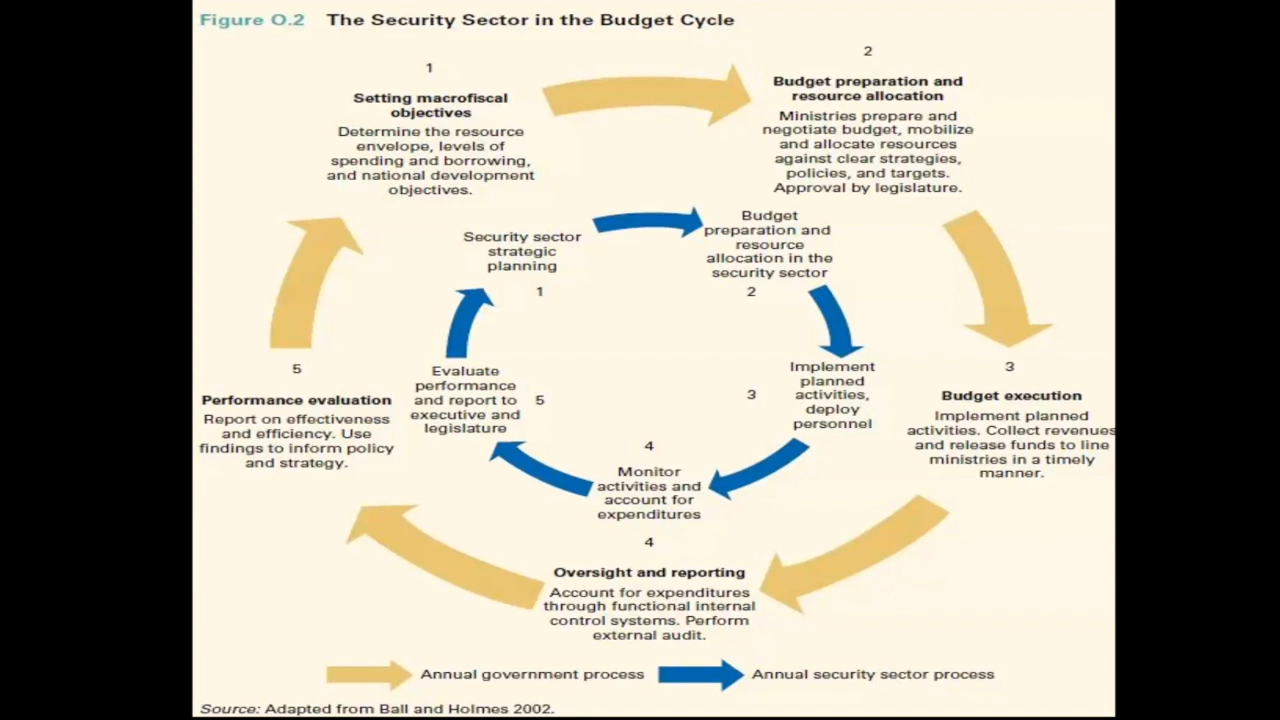 Figure O.2 The Security Sector in the Budget Cycle
1
Setting macrofiscal
objectives
Determine the resource
envelope, levels of
spending and borrowing,
and national development
objectives.
2
Budget preparation and
resource allocation
Ministries prepare and
negotiate budget, mobilize
and allocate resources
against clear strategies,
policies, and targets.
Approval by legislature.
Security sector
strategic
planning
1
Budget
preparation and
resource
allocation in the
security sector
2
Implement
planned
activities,
deploy
personnel
3
3
Budget execution
Implement planned
activities. Collect revenues
and release funds to line
ministries in a timely
manner.
4
Monitor
activities and
account for
expenditures
Evaluate
performance
and report to
executive and
legislature
5
5
Performance evaluation
Report on effectiveness
and efficiency. Use
findings to inform policy
and strategy.
4
Oversight and reporting
Account for expenditures
through functional internal
control systems. Perform
external audit.
Annual government process
Annual security sector process
Source: Adapted from Ball and Holmes 2002.